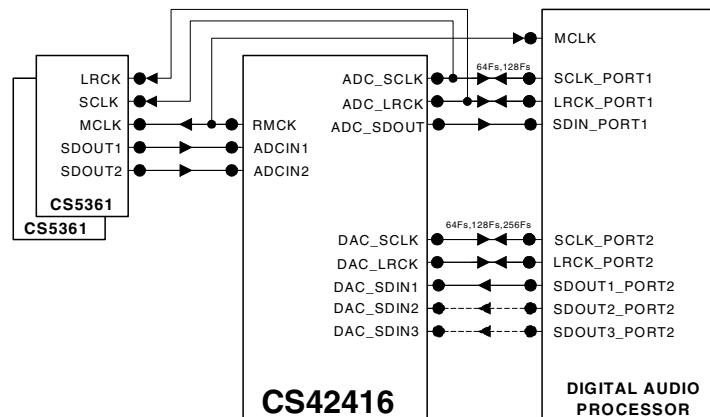 MCLK
64Fs,128Fs
LRCK
ADC_SCLK
SCLK_PORT1
SCLK
ADC_LRCK
LRCK_PORT1
MCLK
RMCK
ADC_SDOUT
SDIN_PORT1
SDOUT1
ADCIN1
SDOUT2
ADCIN2
CS5361
CS5361
64Fs,128Fs,256Fs
DAC_SCLK
SCLK_PORT2
DAC_LRCK
LRCK_PORT2
DAC_SDIN1
SDOUT1_PORT2
DAC_SDIN2
SDOUT2_PORT2
DAC_SDIN3
SDOUT3_PORT2
CS42416
DIGITAL AUDIO
PROCESSOR